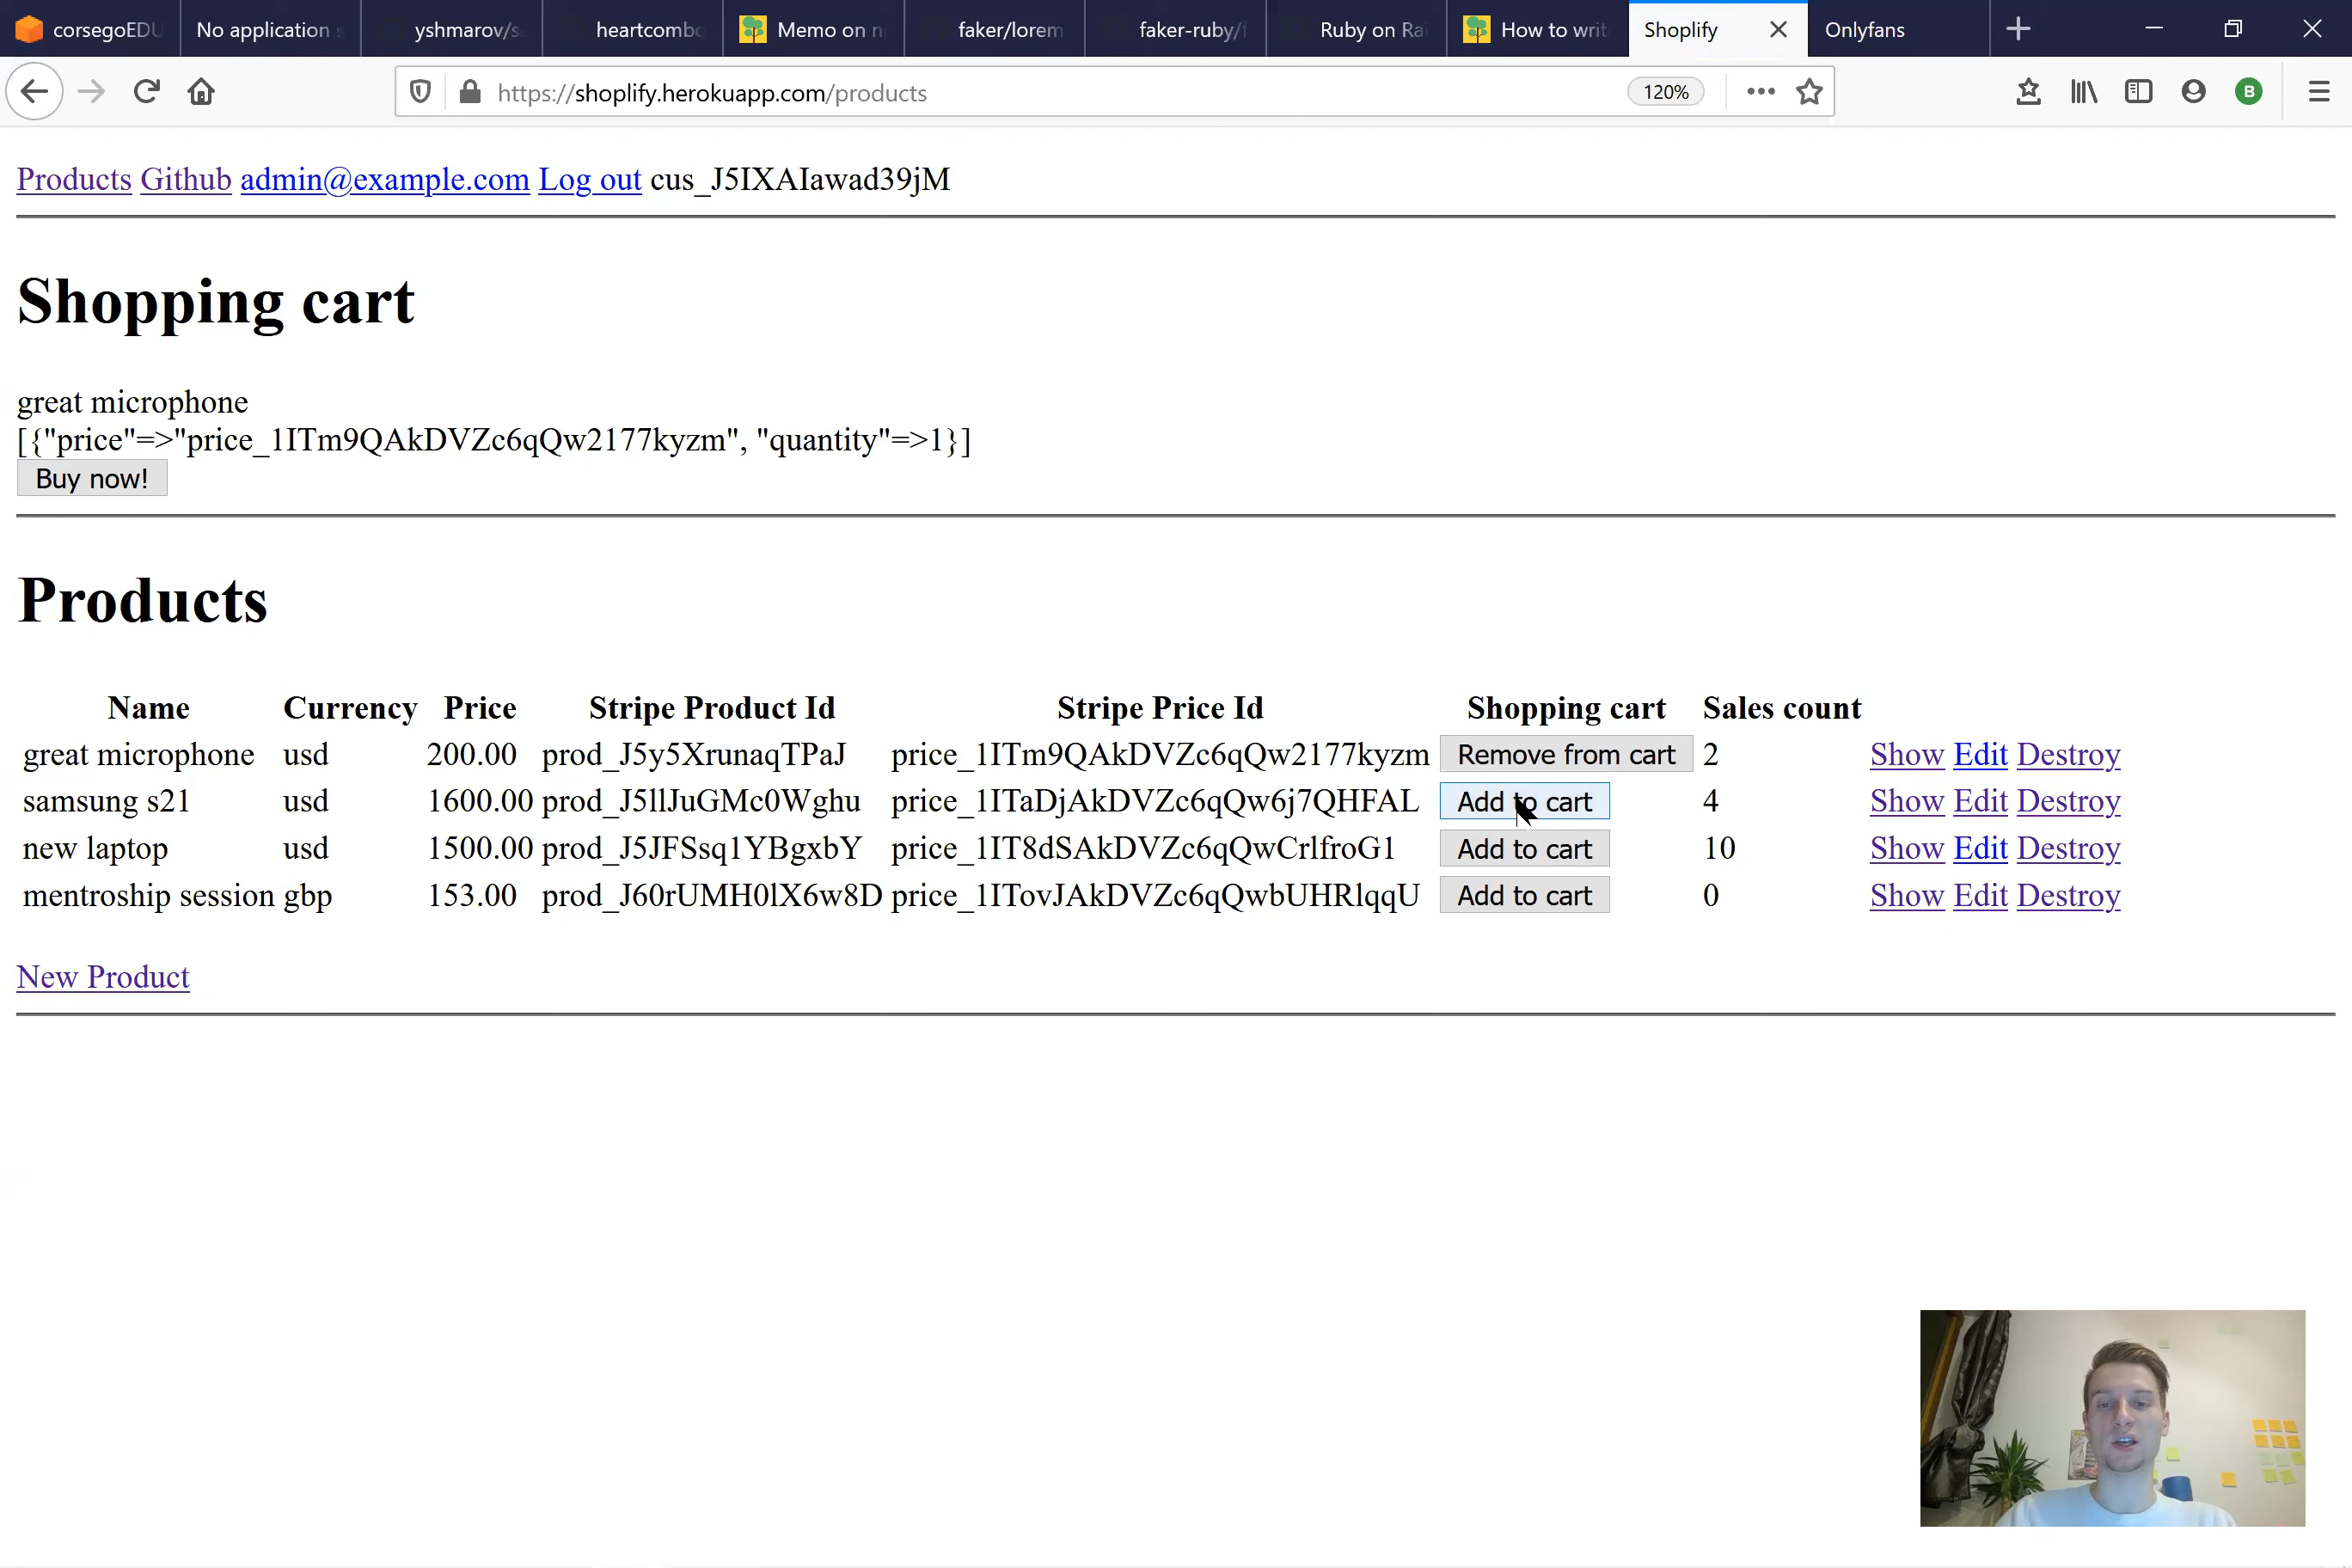 corsegoEDU No application yshmarov/s heartcombo Memo on n faker/lorem faker-ruby/ Ruby on Ra How to writ Shoplify Onlyfans
https://shoplify.herokuapp.com/products 120% B
Products Github admin@example.com Log out cus_J5IXAIawad39jM
Shopping cart
great microphone
[{"price"=>"price_1ITm9QAkDVZc6qQw2177kyzm", "quantity"=>1}]
Buy now!
Products
Name Currency Price Stripe Product Id Stripe Price Id Shopping cart Sales count
great microphone usd 200.00 prod_J5y5XrunaqTPaJ price_1ITm9QAkDVZc6qQw2177kyzm Remove from cart 2 Show Edit Destroy
samsung s21 usd 1600.00 prod_J5llJuGMc0Wghu price_1ITaDjAkDVZc6qQw6j7QHFAL Add to cart 4 Show Edit Destroy
new laptop usd 1500.00 prod_J5JFSsq1YBgxbY price_1IT8dSAkDVZc6qQwCrlfroG1 Add to cart 10 Show Edit Destroy
mentroship session gbp 153.00 prod_J60rUMH0lX6w8D price_1ITovJAkDVZc6qQwbUHRlqqU Add to cart 0 Show Edit Destroy
New Product